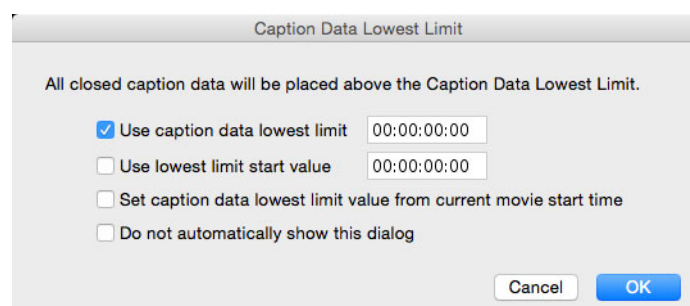 Caption Data Lowest Limit
All closed caption data will be placed above the Caption Data Lowest Limit.
Use caption data lowest limit 00:00:00:00
Use lowest limit start value 00:00:00:00
Set caption data lowest limit value from current movie start time
Do not automatically show this dialog
Cancel OK